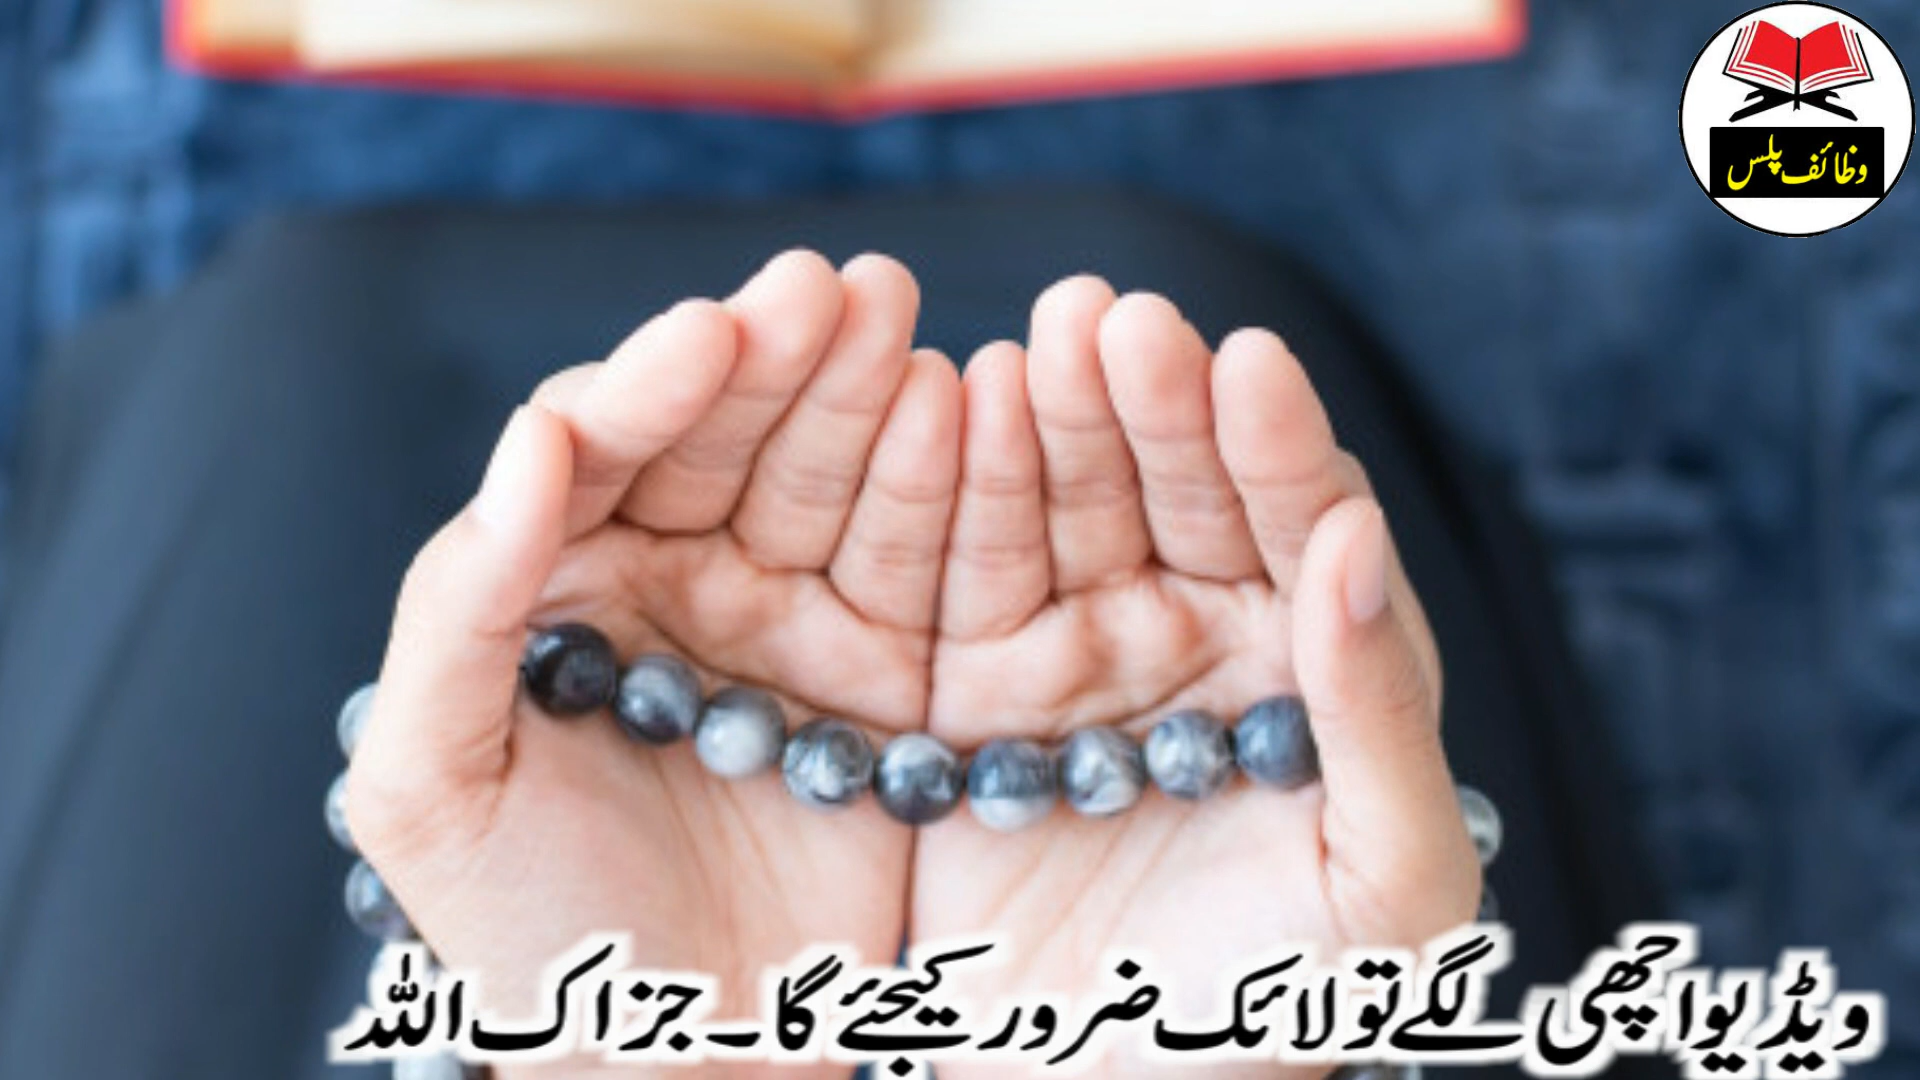 وظائف پلس
ویڈیو اچھی لگے تو لائک ضرور کیجئے گا۔ جزاک اللہ